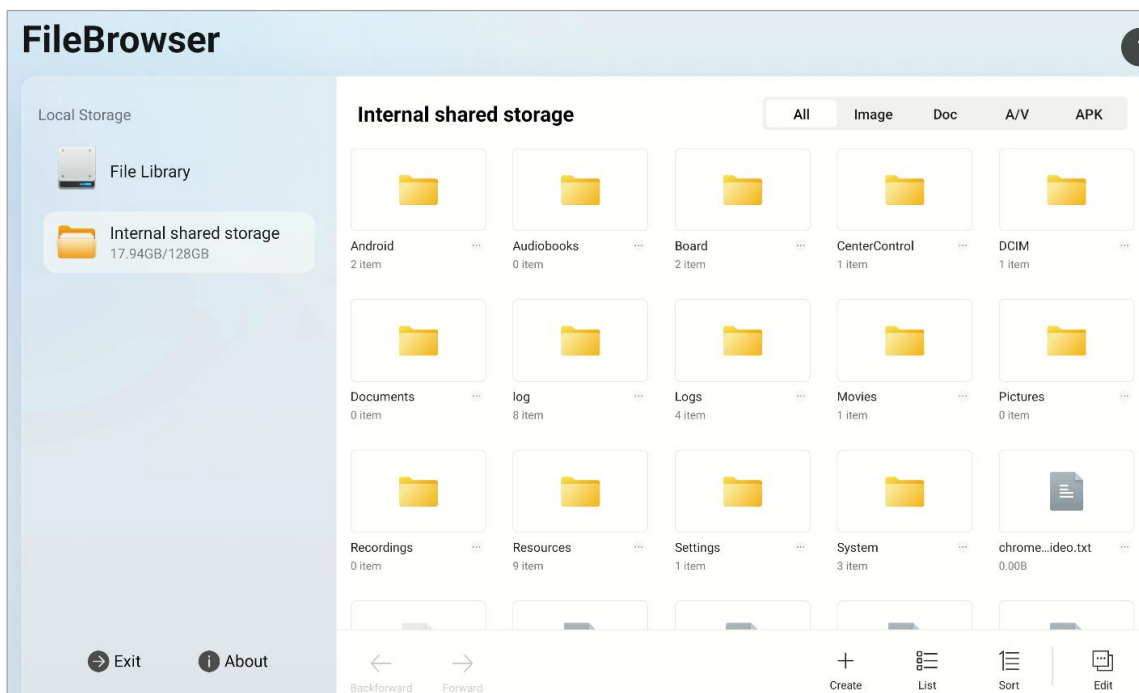 FileBrowser
Local Storage
File Library
Internal shared storage
17.94GB/128GB
Exit
About
Internal shared storage
All Image Doc A/V APK
Android ... Audiobooks ... Board ... CenterControl ... DCIM ...
2 item 0 item 2 item 1 item 1 item
Documents ... log ... Logs ... Movies ... Pictures ...
0 item 8 item 4 item 1 item 0 item
Recordings ... Resources ... Settings ... System ... chrome...ideo.txt ...
0 item 9 item 1 item 3 item 0.00B
Backforward Forward Create List Sort Edit